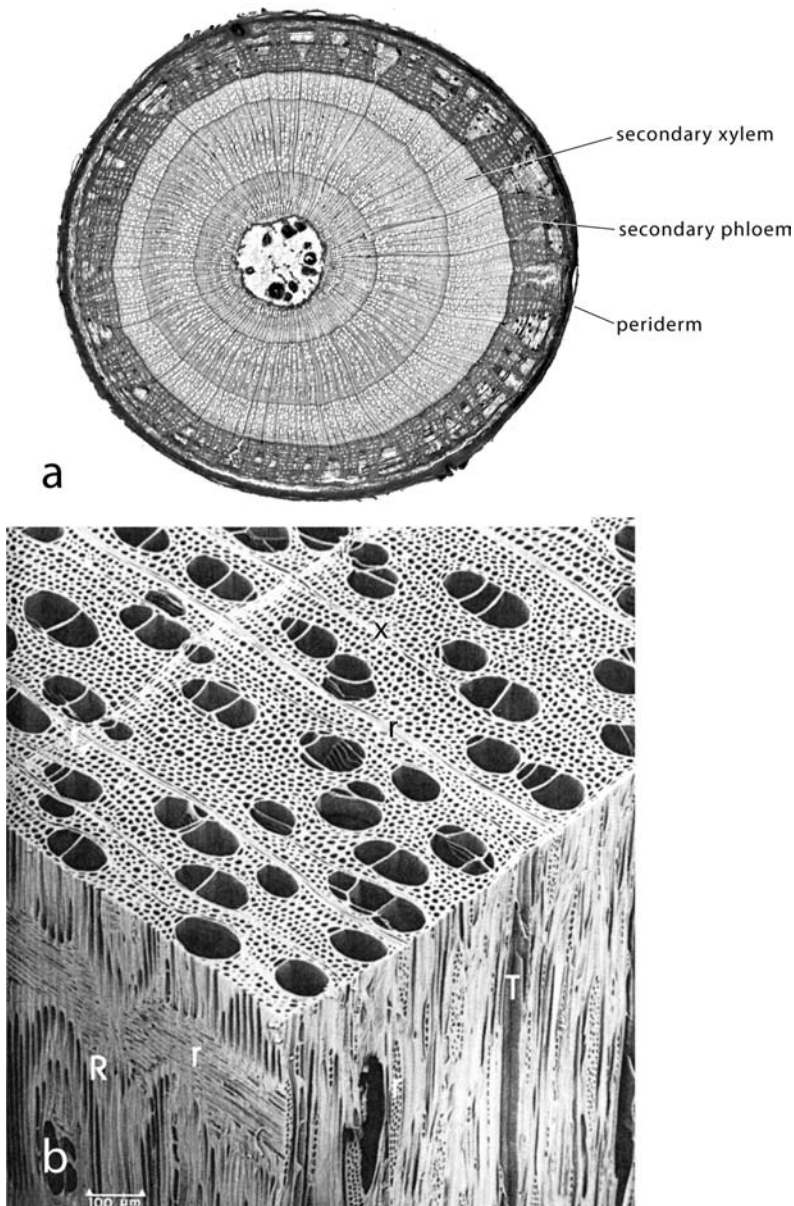 secondary xylem
secondary phloem
periderm
a
x
r
r
T
R
r
r
b
100 µm